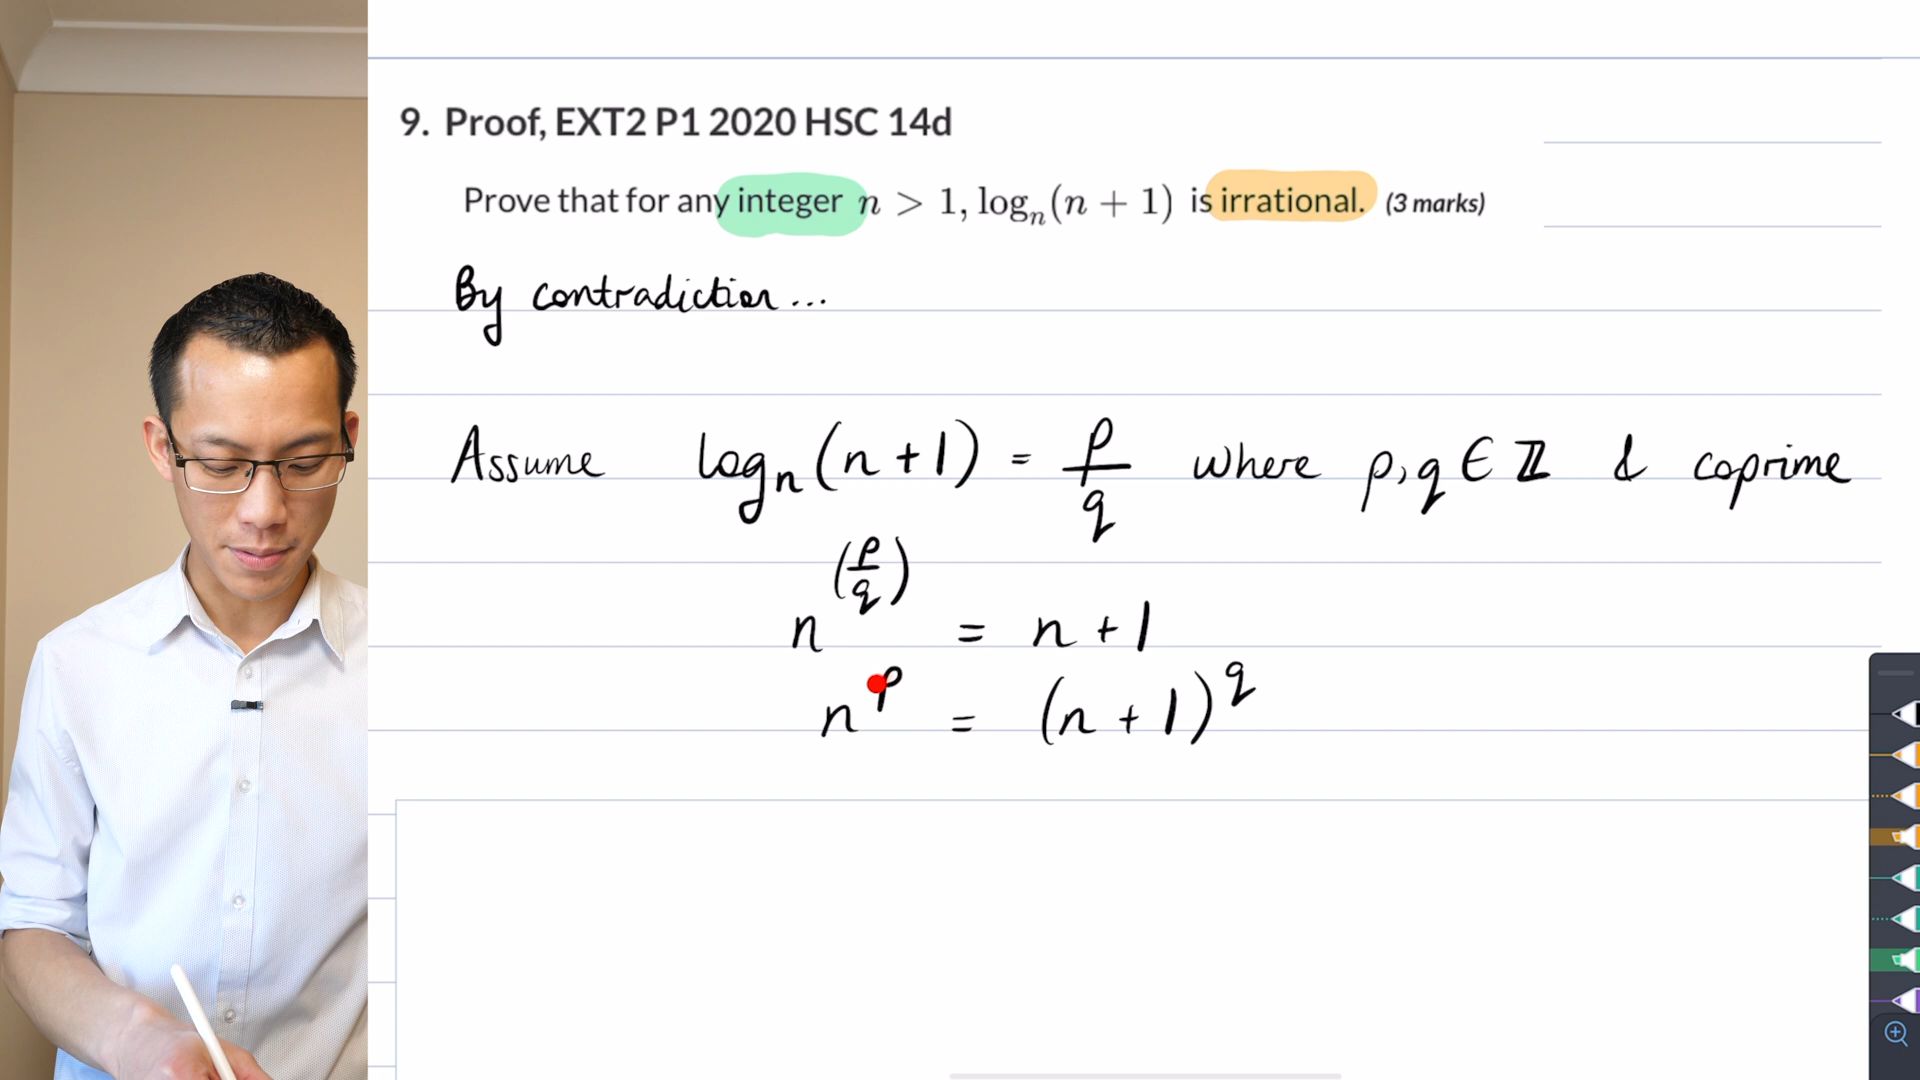 9. Proof, EXT2 P1 2020 HSC 14d
Prove that for any integer n > 1, logₙ(n + 1) is irrational. (3 marks)
By contradiction...
Assume logₙ(n+1) = p/q where p,q ∈ ℤ & coprime
n^(p/q) = n+1
n^p = (n+1)^q